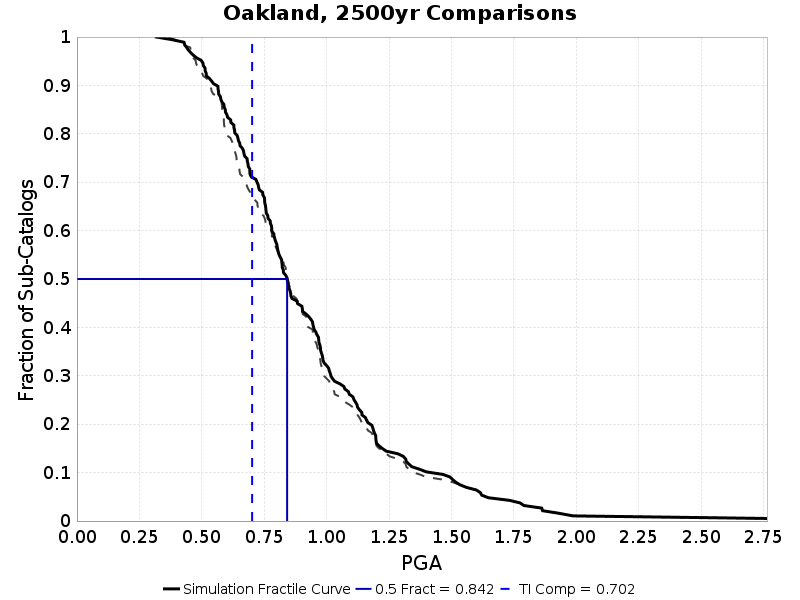 Oakland, 2500yr Comparisons
1
0.9
0.8
0.7
0.6
0.5
0.4
0.3
0.2
0.1
0
Fraction of Sub-Catalogs
0.00 0.25 0.50 0.75 1.00 1.25 1.50 1.75 2.00 2.25 2.50 2.75
PGA
Simulation Fractile Curve 0.5 Fract = 0.842 TI Comp = 0.702